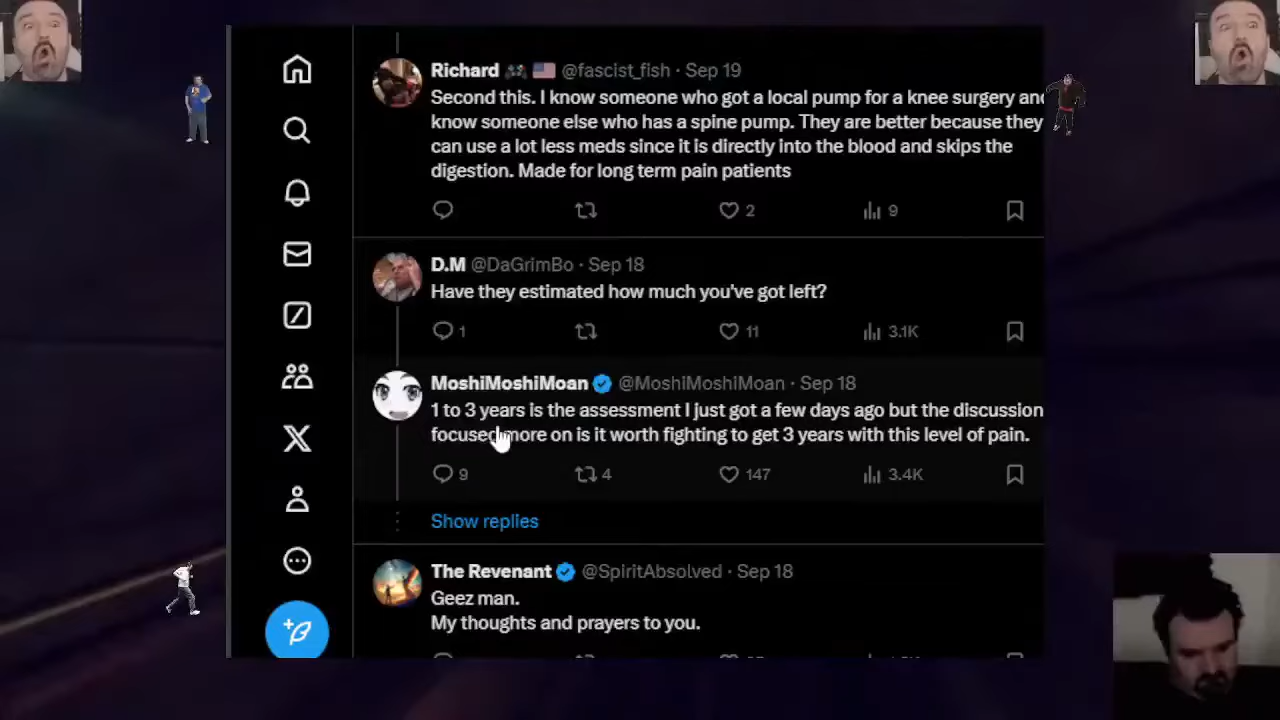 Richard @fascist_fish · Sep 19
Second this. I know someone who got a local pump for a knee surgery and
know someone else who has a spine pump. They are better because they
can use a lot less meds since it is directly into the blood and skips the
digestion. Made for long term pain patients
2 9
D.M @DaGrimBo · Sep 18
Have they estimated how much you've got left?
1 11 3.1K
MoshiMoshiMoan @MoshiMoshiMoan · Sep 18
1 to 3 years is the assessment I just got a few days ago but the discussion
focused more on is it worth fighting to get 3 years with this level of pain.
9 4 147 3.4K
Show replies
The Revenant @SpiritAbsolved · Sep 18
Geez man.
My thoughts and prayers to you.